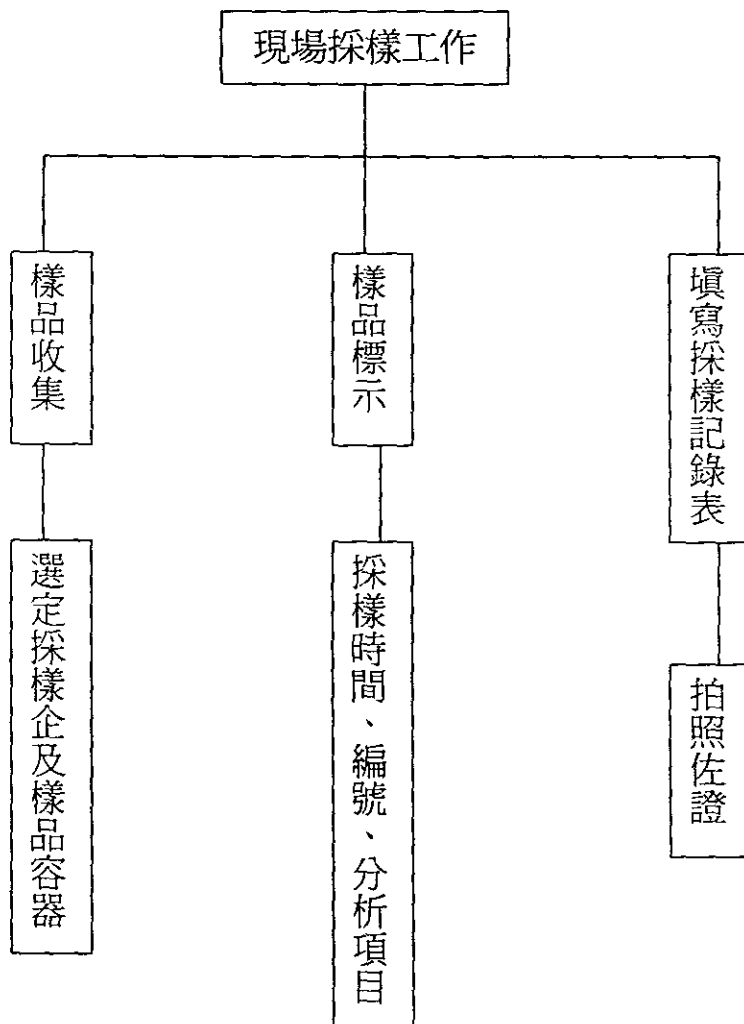 現場採樣工作
樣品收集
樣品標示
填寫採樣記錄表
選定採樣企及樣品容器
採樣時間、編號、分析項目
拍照佐證